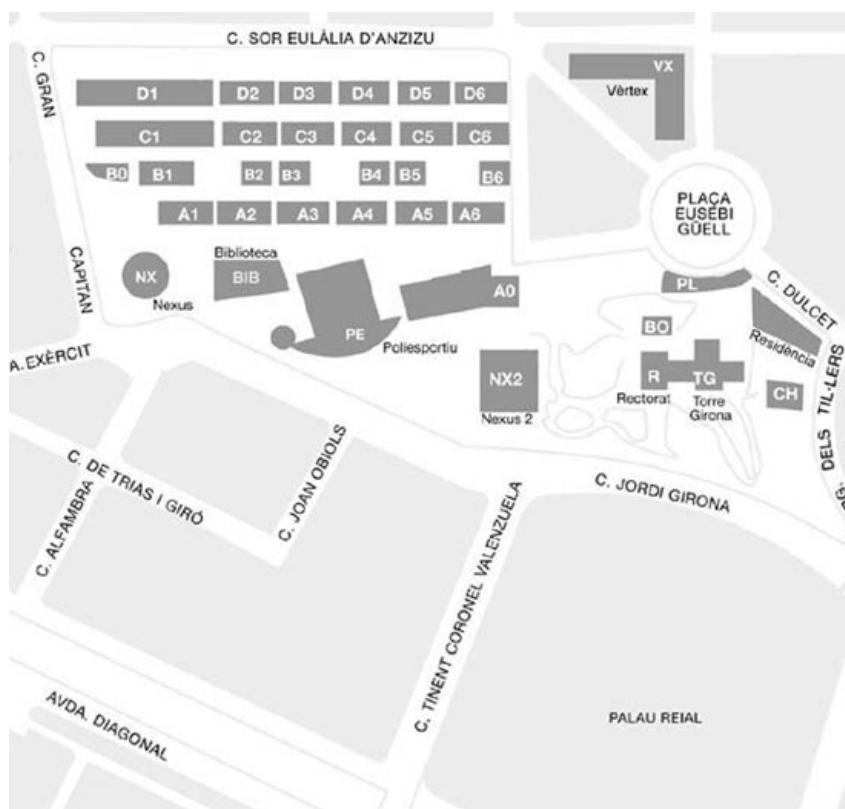 C. SOR EULÀLIA D'ANZIZU
C. GRAN
CAPITÀN
VX
Vèrtex
D1 D2 D3 D4 D5 D6
C1 C2 C3 C4 C5 C6
B0 B1 B2 B3 B4 B5 B6
A1 A2 A3 A4 A5 A6
PLAÇA
EUSEBI
GÜELL
Biblioteca
NX
BIB
A0
PL
C. DULCET
Nexus
PE
Poliesportiu
BO
Residència
A. EXÈRCIT
NX2
R
TG
CH
Nexus 2
Rectorat
Torre
Girona
DELS TIL·LERS
C. JORDI GIRONA
C. DE TRIAS I GIRÓ
C. JOAN OBIOLS
C. ALFAMBRA
C. TINENT CORONEL VALENZUELA
AVDA. DIAGONAL
PALAU REIAL